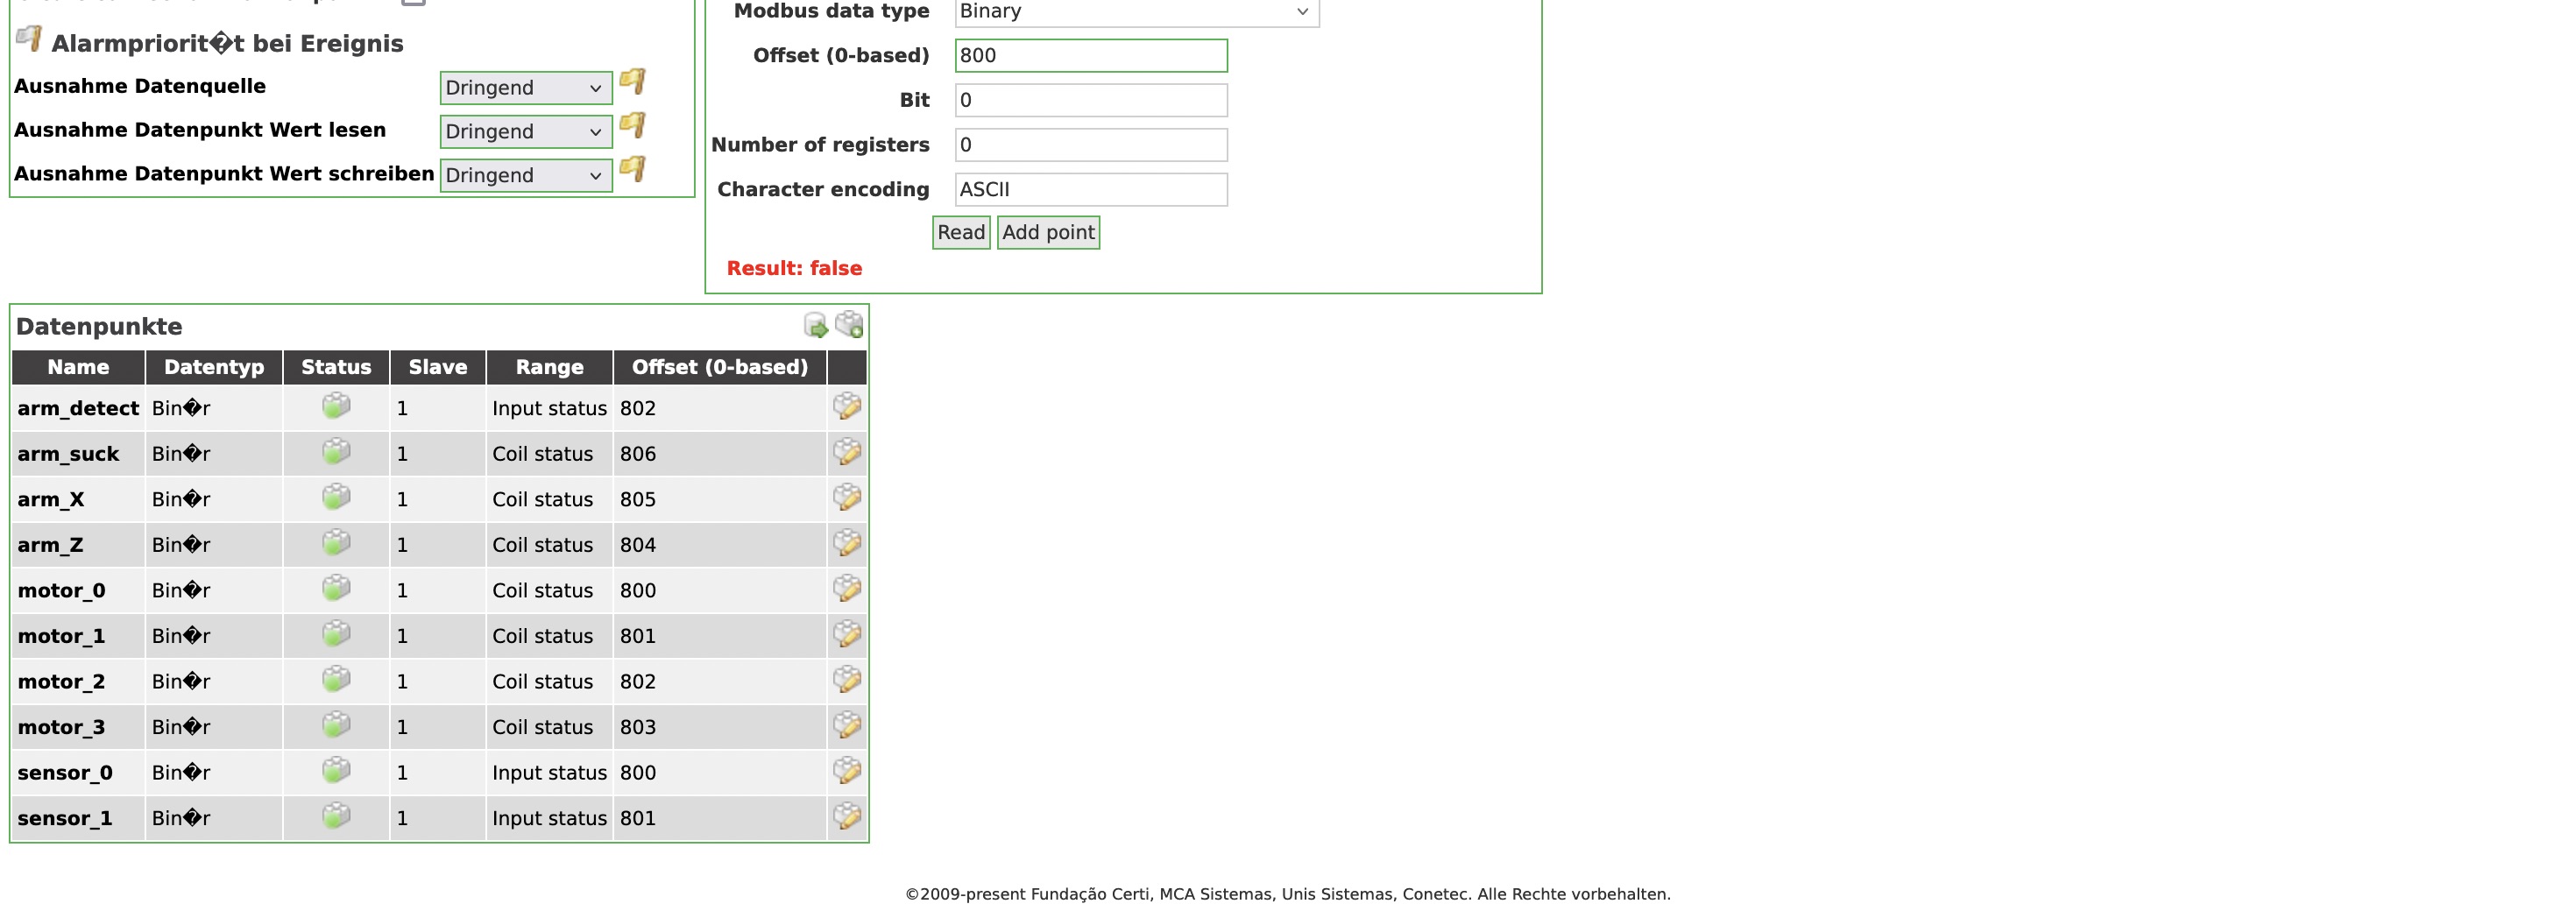 Alarmpriorit�t bei Ereignis
Ausnahme Datenquelle Dringend
Ausnahme Datenpunkt Wert lesen Dringend
Ausnahme Datenpunkt Wert schreiben Dringend
Modbus data type Binary
Offset (0-based) 800
Bit 0
Number of registers 0
Character encoding ASCII
Read Add point
Result: false
Datenpunkte
Name Datentyp Status Slave Range Offset (0-based)
arm_detect Bin�r 1 Input status 802
arm_suck Bin�r 1 Coil status 806
arm_X Bin�r 1 Coil status 805
arm_Z Bin�r 1 Coil status 804
motor_0 Bin�r 1 Coil status 800
motor_1 Bin�r 1 Coil status 801
motor_2 Bin�r 1 Coil status 802
motor_3 Bin�r 1 Coil status 803
sensor_0 Bin�r 1 Input status 800
sensor_1 Bin�r 1 Input status 801
©2009-present Fundação Certi, MCA Sistemas, Unis Sistemas, Conetec. Alle Rechte vorbehalten.